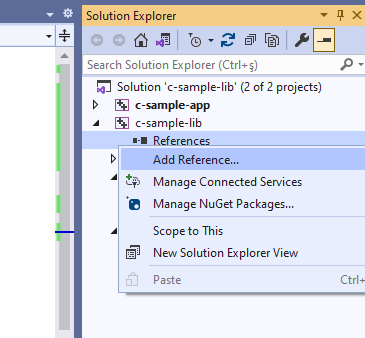 Solution Explorer
Search Solution Explorer (Ctrl+ş)
Solution 'c-sample-lib' (2 of 2 projects)
c-sample-app
c-sample-lib
References
Add Reference...
Manage Connected Services
Manage NuGet Packages...
Scope to This
New Solution Explorer View
Paste Ctrl+